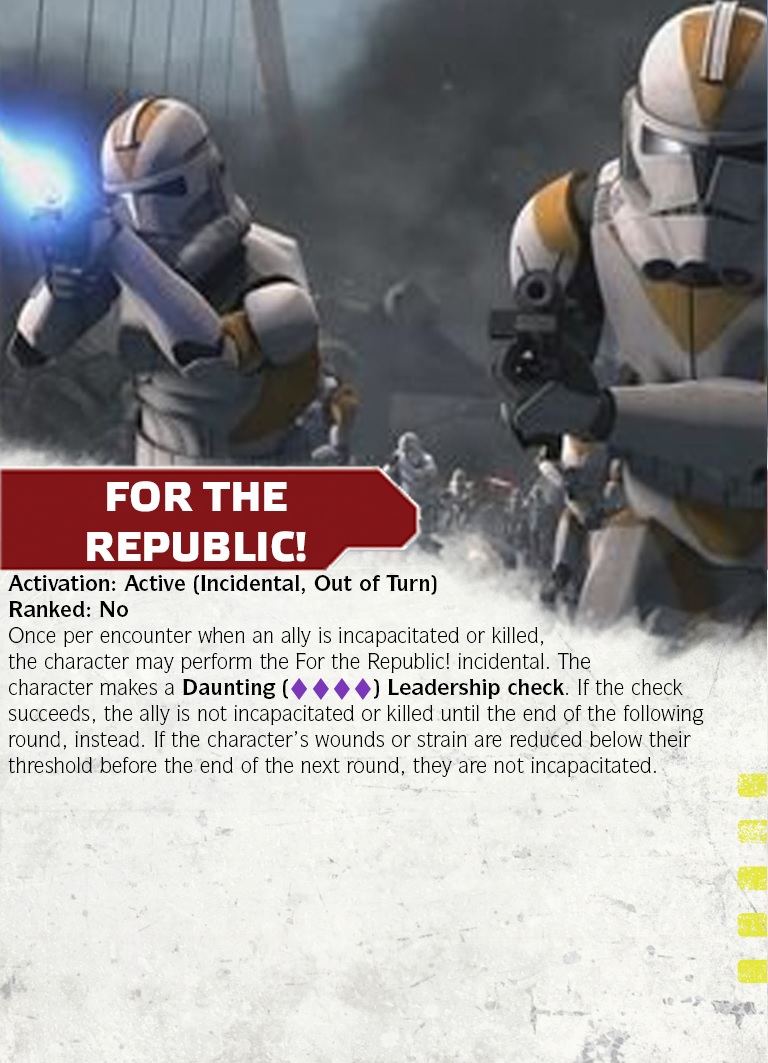 FOR THE
REPUBLIC!
Activation: Active (Incidental, Out of Turn)
Ranked: No
Once per encounter when an ally is incapacitated or killed,
the character may perform the For the Republic! incidental. The
character makes a Daunting (♦♦♦♦) Leadership check. If the check
succeeds, the ally is not incapacitated or killed until the end of the following
round, instead. If the character’s wounds or strain are reduced below their
threshold before the end of the next round, they are not incapacitated.